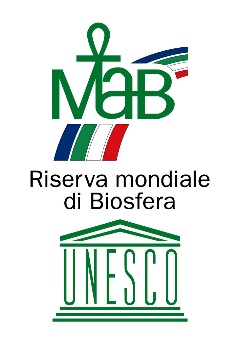 MaB
Riserva mondiale
di Biosfera
UNESCO